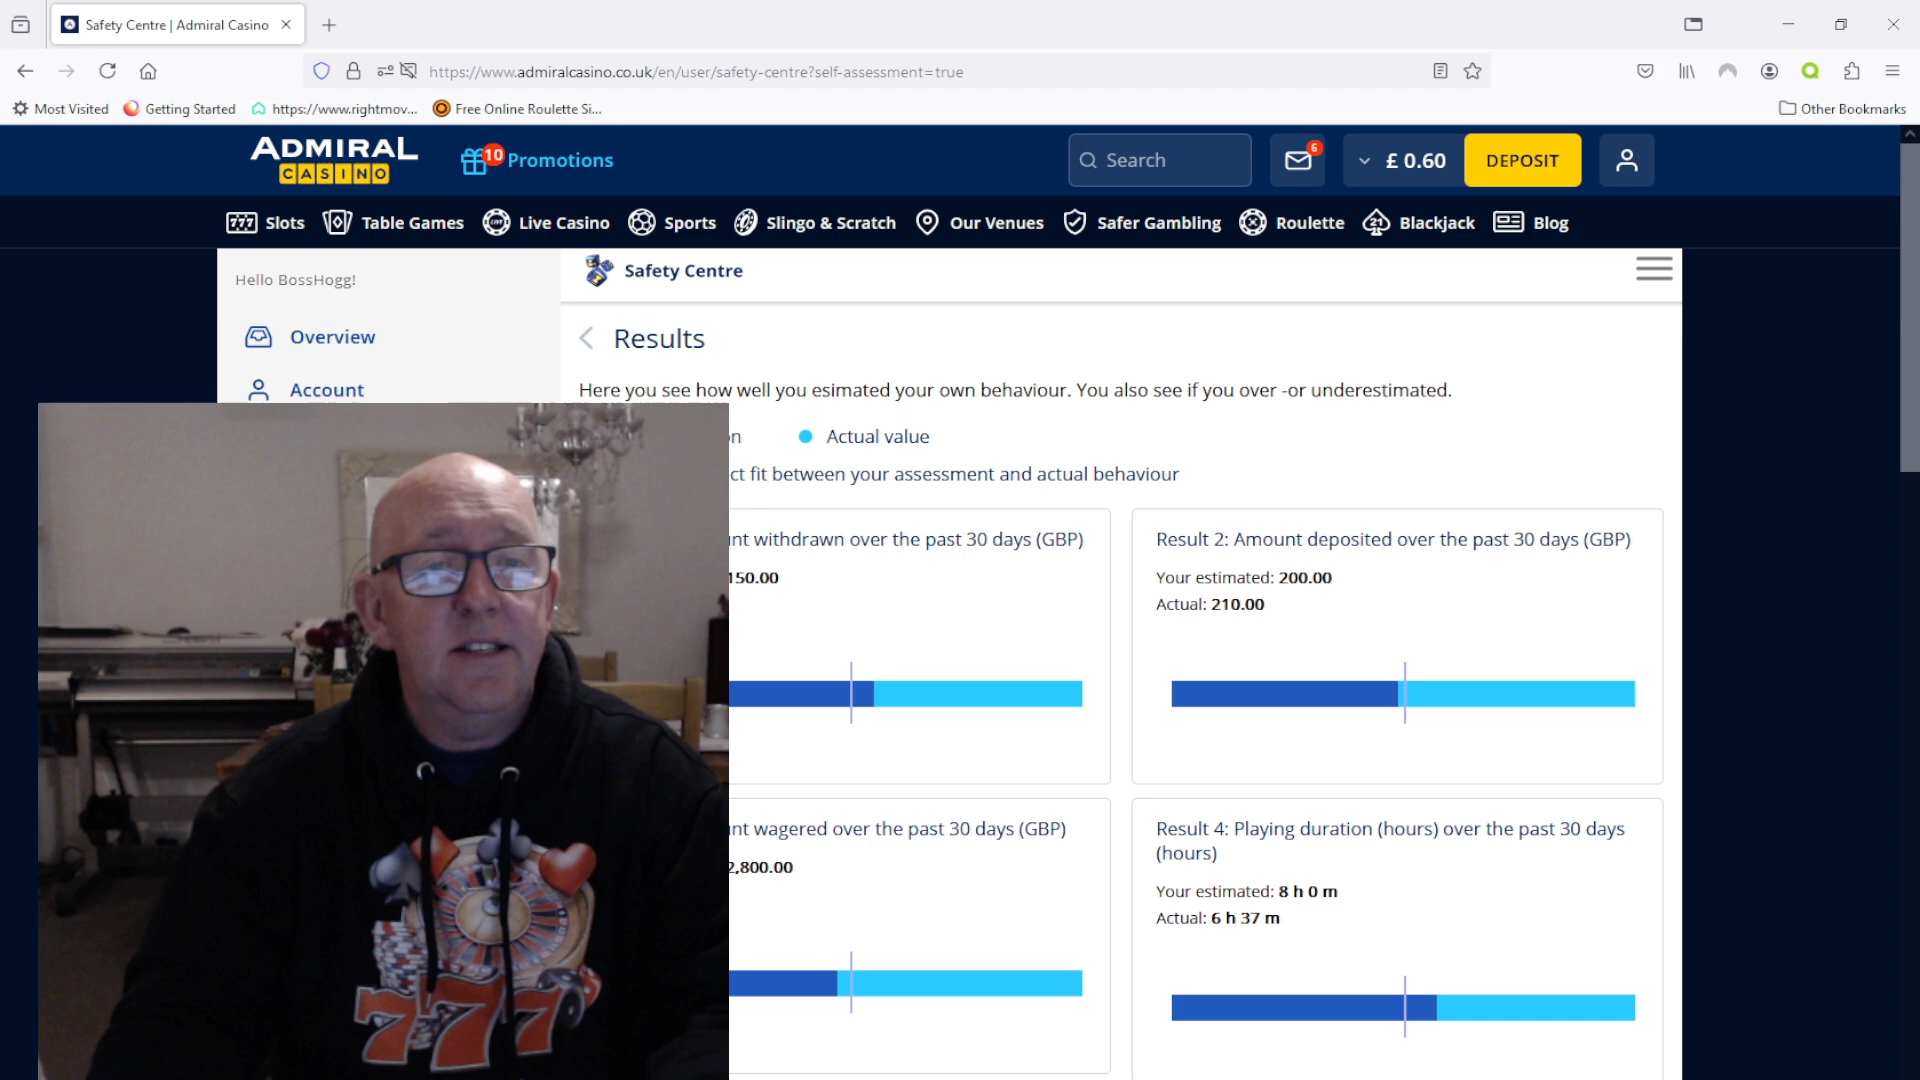 Safety Centre | Admiral Casino
https://www.admiralcasino.co.uk/en/user/safety-centre?self-assessment=true
Most Visited
Getting Started
https://www.rightmov...
Free Online Roulette Si...
Other Bookmarks
ADMIRAL
CASINO
10
Promotions
Search
6
£ 0.60
DEPOSIT
777
Slots
Table Games
LIVE
Live Casino
Sports
Slingo & Scratch
Our Venues
Safer Gambling
Roulette
21
Blackjack
Blog
Hello BossHogg!
Overview
Account
Safety Centre
Results
Here you see how well you esimated your own behaviour. You also see if you over -or underestimated.
Actual value
fit between your assessment and actual behaviour
withdrawn over the past 30 days (GBP)
150.00
Result 2: Amount deposited over the past 30 days (GBP)
Your estimated: 200.00
Actual: 210.00
wagered over the past 30 days (GBP)
2,800.00
Result 4: Playing duration (hours) over the past 30 days
(hours)
Your estimated: 8 h 0 m
Actual: 6 h 37 m
777